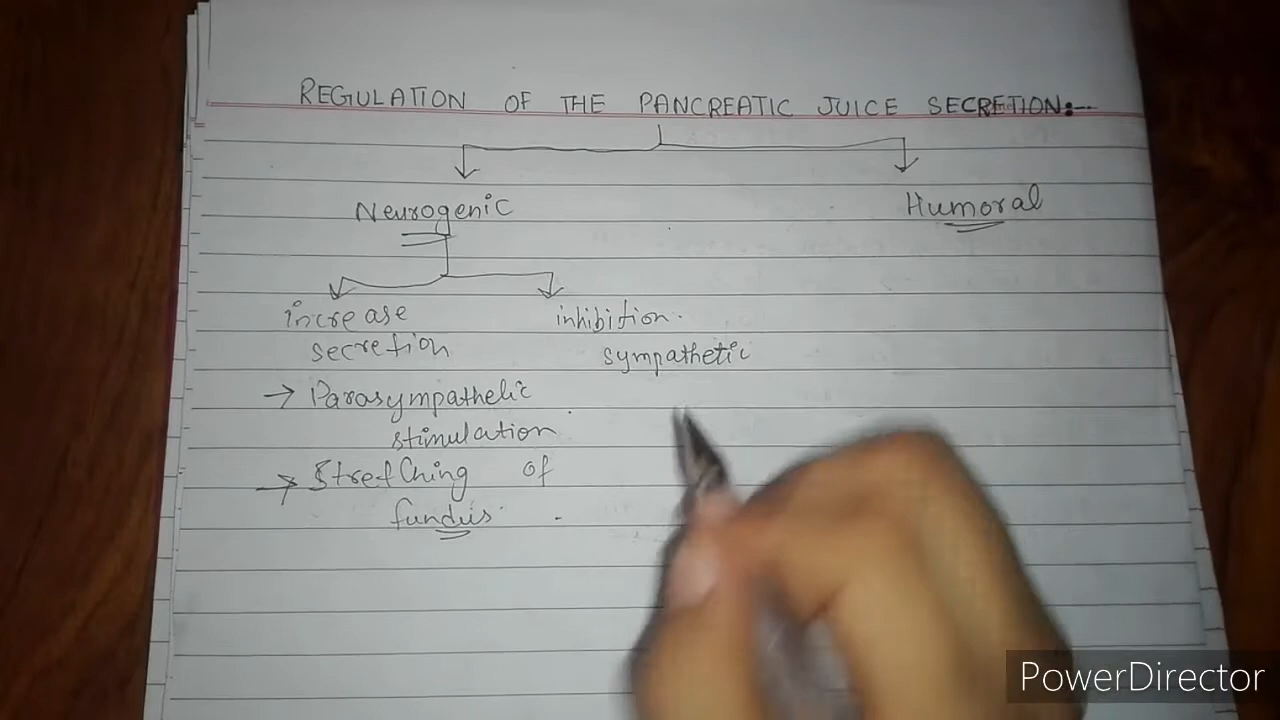 REGULATION OF THE PANCREATIC JUICE SECRETION:--
Neurogenic
Humoral
increase
secretion
inhibition.
sympathetic
→ Parasympathetic
stimulation
→ Stretching of
fundus.
PowerDirector